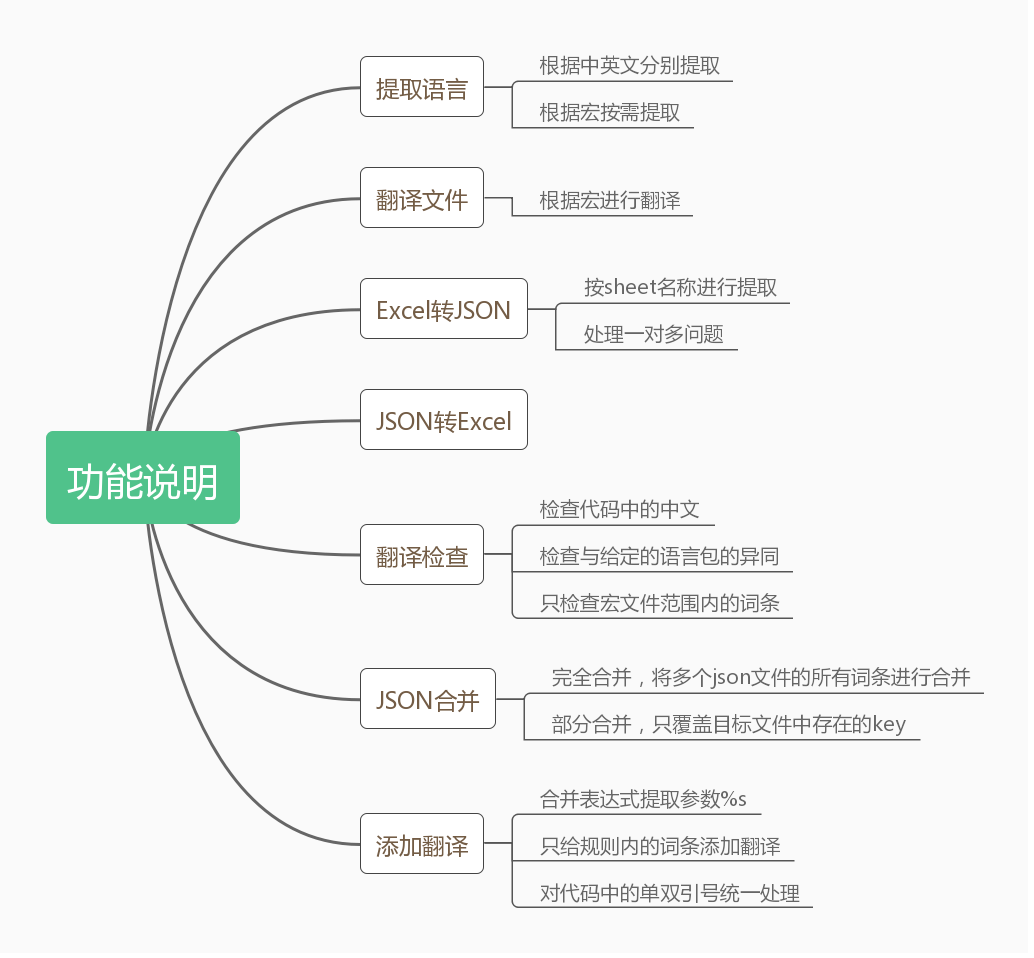 功能说明
提取语言
根据中英文分别提取
根据宏按需提取
翻译文件
根据宏进行翻译
Excel转JSON
按sheet名称进行提取
处理一对多问题
JSON转Excel
翻译检查
检查代码中的中文
检查与给定的语言包的异同
只检查宏文件范围内的词条
JSON合并
完全合并，将多个json文件的所有词条进行合并
部分合并，只覆盖目标文件中存在的key
添加翻译
合并表达式提取参数%s
只给规则内的词条添加翻译
对代码中的单双引号统一处理